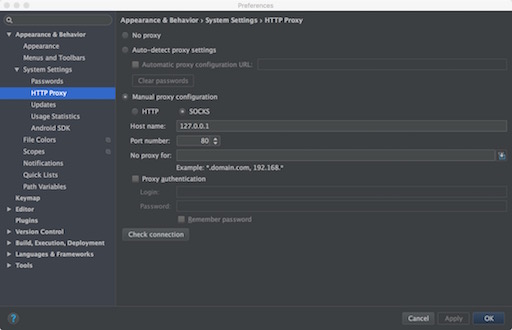 Preferences
Appearance & Behavior › System Settings › HTTP Proxy
Appearance & Behavior
Appearance
Menus and Toolbars
System Settings
Passwords
HTTP Proxy
Updates
Usage Statistics
Android SDK
File Colors
Scopes
Notifications
Quick Lists
Path Variables
Keymap
Editor
Plugins
Version Control
Build, Execution, Deployment
Languages & Frameworks
Tools
No proxy
Auto-detect proxy settings
Automatic proxy configuration URL:
Clear passwords
Manual proxy configuration
HTTP SOCKS
Host name: 127.0.0.1
Port number: 80
No proxy for:
Example: *.domain.com, 192.168.*
Proxy authentication
Login:
Password:
Remember password
Check connection
? Cancel Apply OK